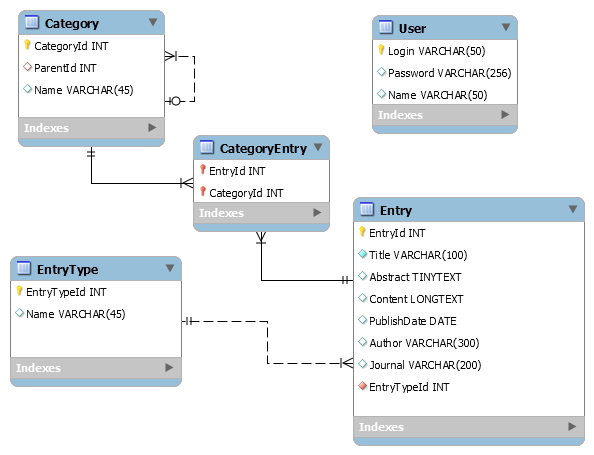 Category
CategoryId INT
ParentId INT
Name VARCHAR(45)
Indexes
User
Login VARCHAR(50)
Password VARCHAR(256)
Name VARCHAR(50)
Indexes
CategoryEntry
EntryId INT
CategoryId INT
Indexes
Entry
EntryId INT
Title VARCHAR(100)
Abstract TINYTEXT
Content LONGTEXT
PublishDate DATE
Author VARCHAR(300)
Journal VARCHAR(200)
EntryTypeId INT
Indexes
EntryType
EntryTypeId INT
Name VARCHAR(45)
Indexes